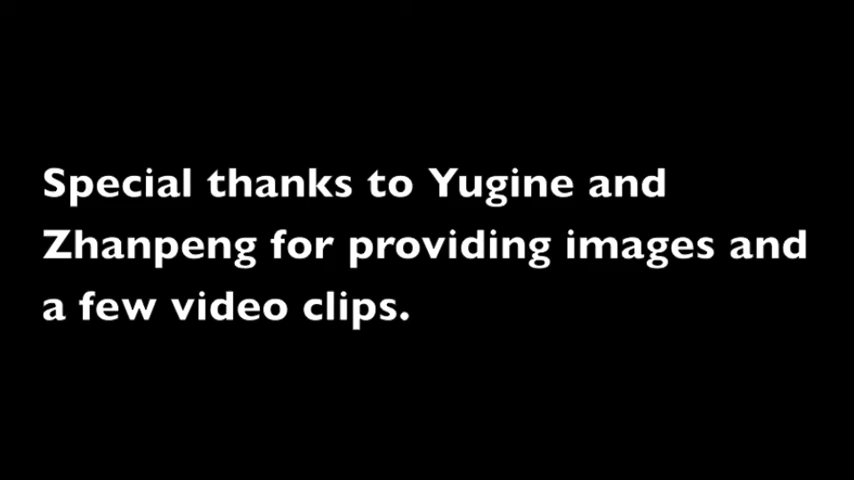 Special thanks to Yugine and
Zhanpeng for providing images and
a few video clips.